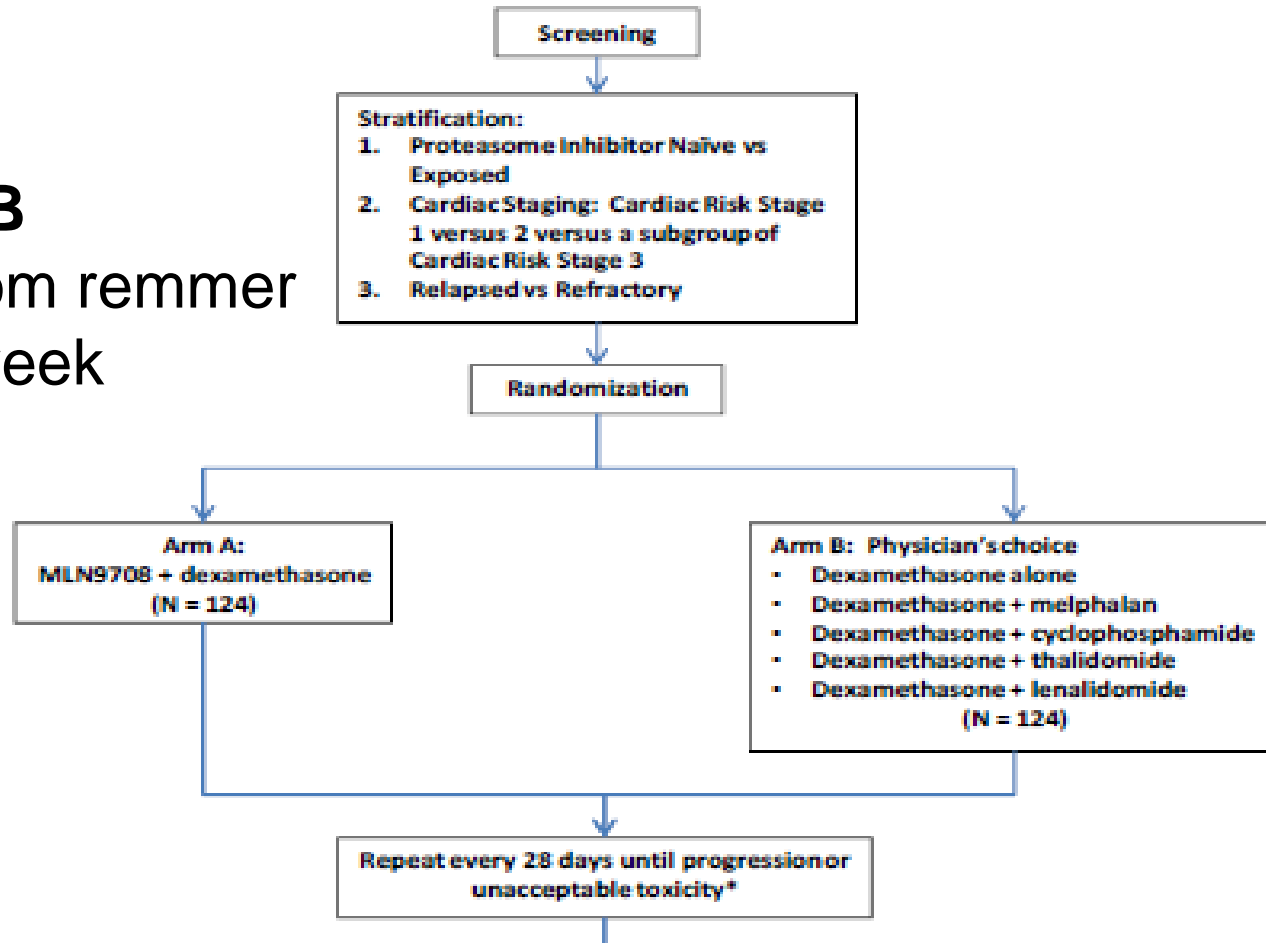 Screening
Stratification:
1. Proteasome Inhibitor Naïve vs
Exposed
2. Cardiac Staging: Cardiac Risk Stage
1 versus 2 versus a subgroup of
Cardiac Risk Stage 3
3. Relapsed vs Refractory
B
om remmer
eek
Randomization
Arm A:
MLN9708 + dexamethasone
(N = 124)
Arm B: Physician's choice
▪ Dexamethasone alone
▪ Dexamethasone + melphalan
▪ Dexamethasone + cyclophosphamide
▪ Dexamethasone + thalidomide
▪ Dexamethasone + lenalidomide
(N = 124)
Repeat every 28 days until progression or
unacceptable toxicity*